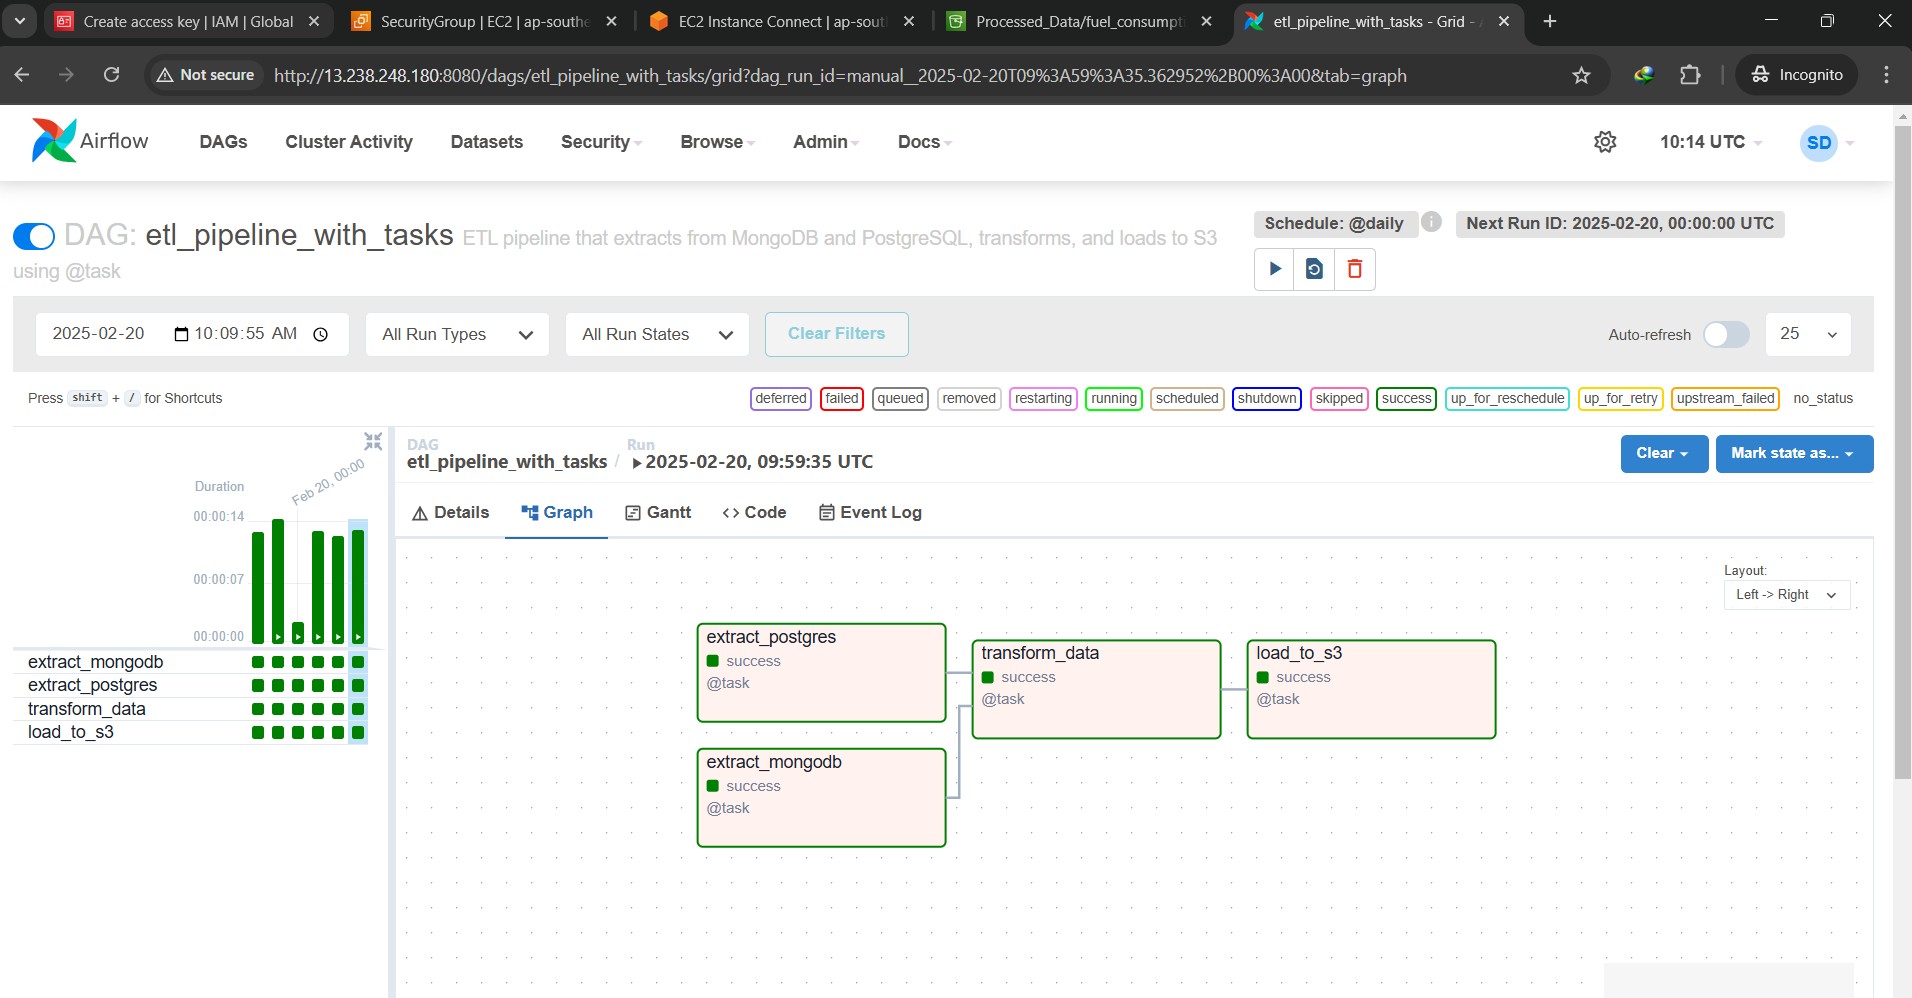 Create access key | IAM | Global
SecurityGroup | EC2 | ap-southe
EC2 Instance Connect | ap-sout
Processed_Data/fuel_consumpti
etl_pipeline_with_tasks - Grid -
Not secure
http://13.238.248.180:8080/dags/etl_pipeline_with_tasks/grid?dag_run_id=manual__2025-02-20T09%3A59%3A35.362952%2B00%3A00&tab=graph
Incognito
Airflow
DAGs
Cluster Activity
Datasets
Security
Browse
Admin
Docs
10:14 UTC
SD
DAG: etl_pipeline_with_tasks ETL pipeline that extracts from MongoDB and PostgreSQL, transforms, and loads to S3
using @task
Schedule: @daily
i
Next Run ID: 2025-02-20, 00:00:00 UTC
2025-02-20 10:09:55 AM
All Run Types
All Run States
Clear Filters
Auto-refresh
25
Press shift + / for Shortcuts
deferred
failed
queued
removed
restarting
running
scheduled
shutdown
skipped
success
up_for_reschedule
up_for_retry
upstream_failed
no_status
Duration
Feb 20, 00:00
00:00:14
00:00:07
00:00:00
extract_mongodb
extract_postgres
transform_data
load_to_s3
DAG
etl_pipeline_with_tasks /
Run
2025-02-20, 09:59:35 UTC
Clear
Mark state as...
Details
Graph
Gantt
Code
Event Log
Layout:
Left -> Right
extract_postgres
success
@task
extract_mongodb
success
@task
transform_data
success
@task
load_to_s3
success
@task